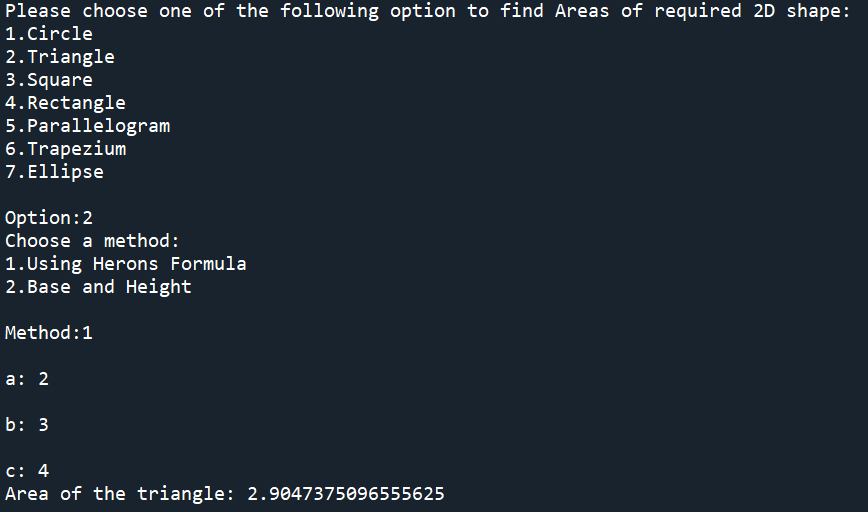 Please choose one of the following option to find Areas of required 2D shape:
1.Circle
2.Triangle
3.Square
4.Rectangle
5.Parallelogram
6.Trapezium
7.Ellipse
Option:2
Choose a method:
1.Using Herons Formula
2.Base and Height
Method:1
a: 2
b: 3
c: 4
Area of the triangle: 2.9047375096555625